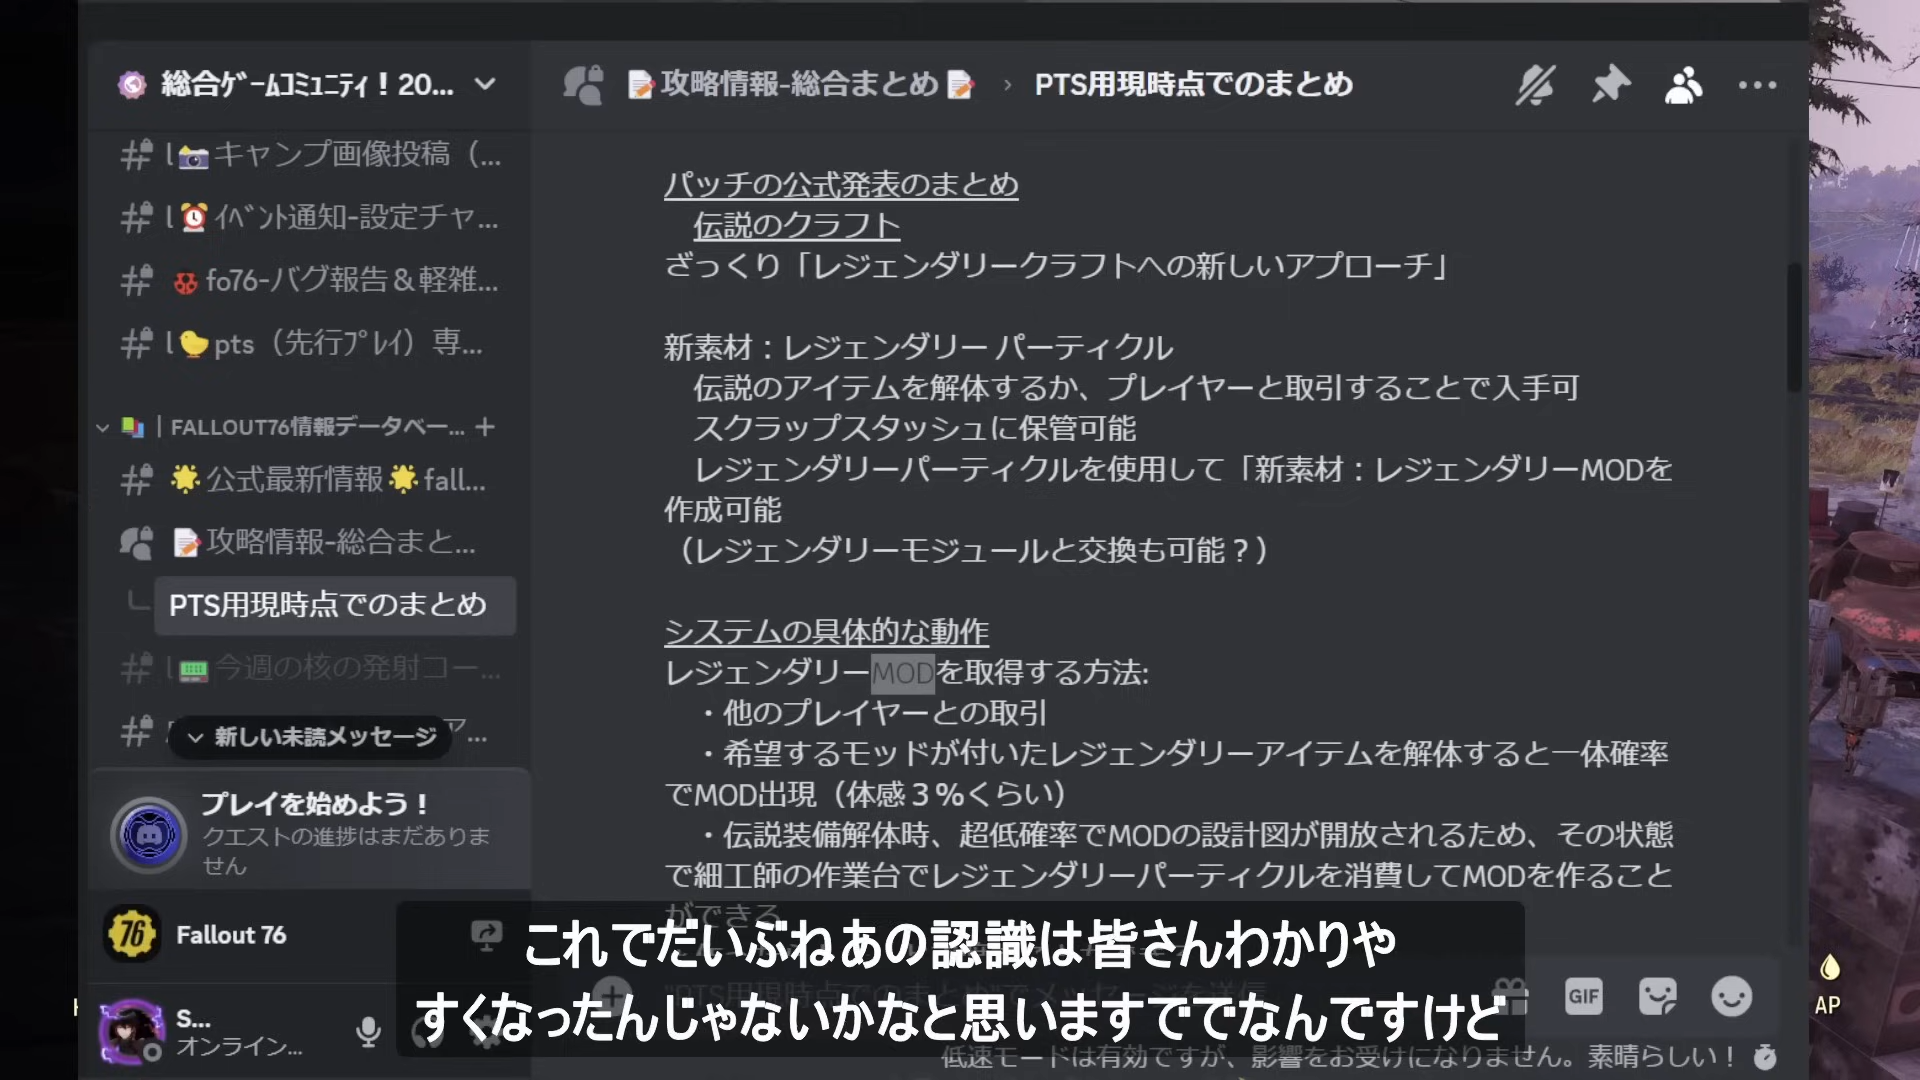 総合ｹﾞｰﾑｺﾐｭﾆﾃｨ！20...
📝攻略情報-総合まとめ📝 › PTS用現時点でのまとめ
l📷キャンプ画像投稿（...
l⏰ｲﾍﾞﾝﾄ通知-設定チャ...
fo76-バグ報告＆軽雑...
l🐤pts（先行ﾌﾟﾚｲ）専...
| FALLOUT76情報データベー... +
🌟公式最新情報🌟fall...
📝攻略情報-総合まと...
PTS用現時点でのまとめ
l📟今週の核の発射コー...
新しい未読メッセージ
プレイを始めよう！
クエストの進捗はまだありま
せん
76 Fallout 76
S...
オンライン...
パッチの公式発表のまとめ
伝説のクラフト
ざっくり「レジェンダリークラフトへの新しいアプローチ」
新素材：レジェンダリー パーティクル
伝説のアイテムを解体するか、プレイヤーと取引することで入手可
スクラップスタッシュに保管可能
レジェンダリーパーティクルを使用して「新素材：レジェンダリーMODを
作成可能
（レジェンダリーモジュールと交換も可能？）
システムの具体的な動作
レジェンダリーMODを取得する方法:
・他のプレイヤーとの取引
・希望するモッドが付いたレジェンダリーアイテムを解体すると一体確率
でMOD出現（体感３%くらい）
・伝説装備解体時、超低確率でMODの設計図が開放されるため、その状態
で細工師の作業台でレジェンダリーパーティクルを消費してMODを作ること
ができる
"PTS用現時点でのまとめ"でメッセージを送信
GIF
低速モードは有効ですが、影響をお受けになりません。素晴らしい！
これでだいぶねあの認識は皆さんわかりや
すくなったんじゃないかなと思いますででなんですけど
AP